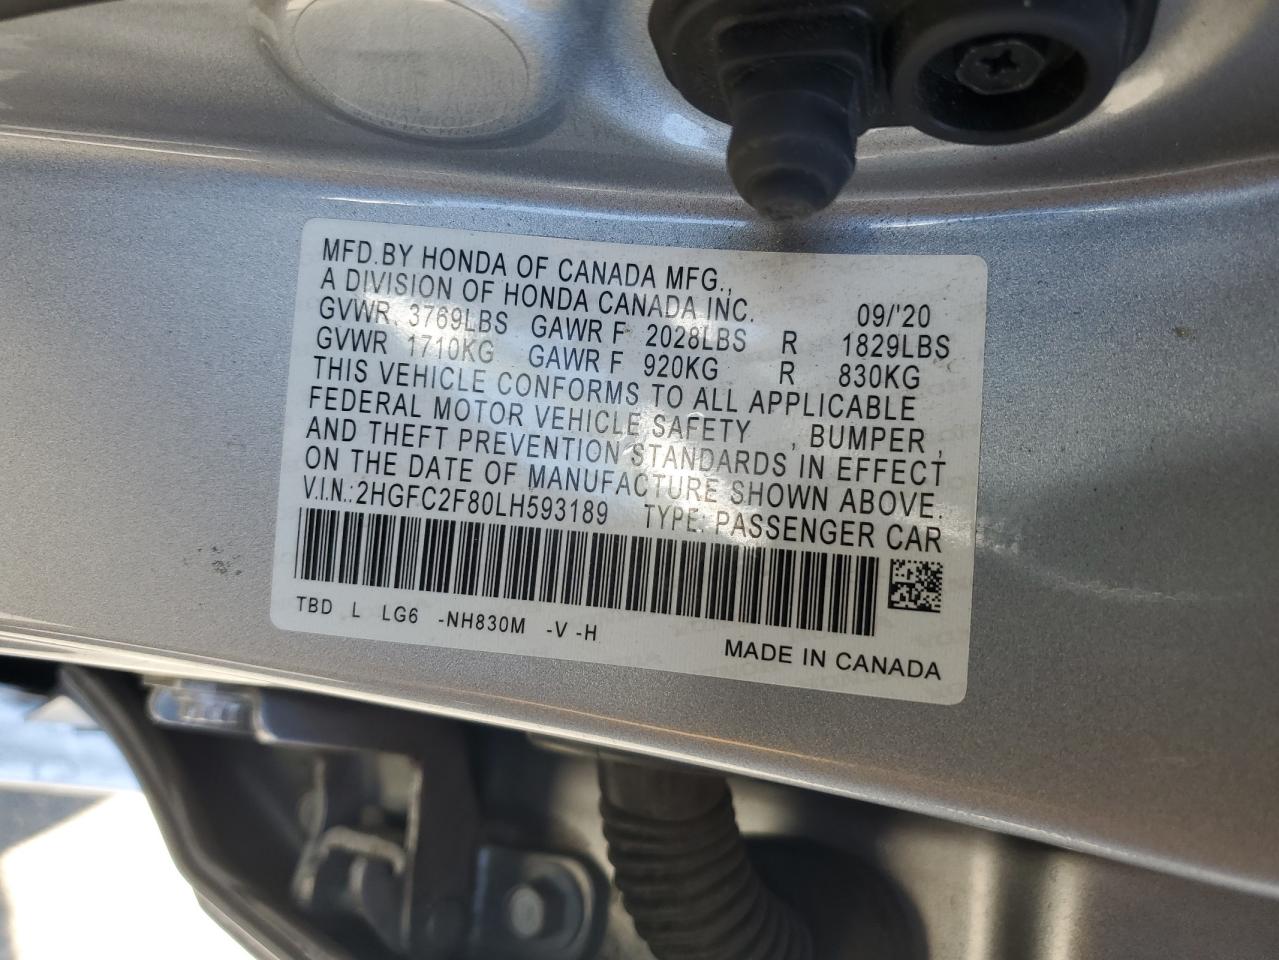 MFD.BY HONDA OF CANADA MFG.,
A DIVISION OF HONDA CANADA INC. 09/'20
GVWR 3769LBS GAWR F 2028LBS R 1829LBS
GVWR 1710KG GAWR F 920KG R 830KG
THIS VEHICLE CONFORMS TO ALL APPLICABLE
FEDERAL MOTOR VEHICLE SAFETY , BUMPER ,
AND THEFT PREVENTION STANDARDS IN EFFECT
ON THE DATE OF MANUFACTURE SHOWN ABOVE.
V.I.N.:2HGFC2F80LH593189 TYPE: PASSENGER CAR
TBD L LG6 -NH830M -V -H
MADE IN CANADA